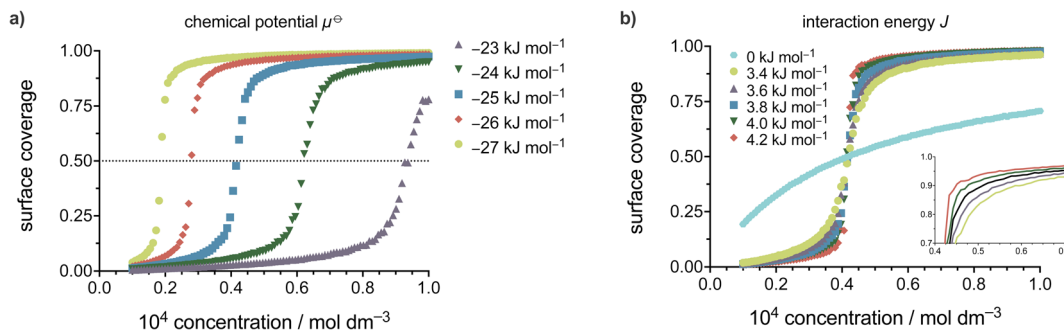 a)
chemical potential μ⊖
1.00
0.75
0.50
0.25
0.00
surface coverage
0.0 0.2 0.4 0.6 0.8 1.0
10⁴ concentration / mol dm⁻³
−23 kJ mol⁻¹
−24 kJ mol⁻¹
−25 kJ mol⁻¹
−26 kJ mol⁻¹
−27 kJ mol⁻¹
b)
interaction energy J
1.00
0.75
0.50
0.25
0.00
surface coverage
0 kJ mol⁻¹
3.4 kJ mol⁻¹
3.6 kJ mol⁻¹
3.8 kJ mol⁻¹
4.0 kJ mol⁻¹
4.2 kJ mol⁻¹
1.0
0.9
0.8
0.7
0.4 0.5 0.6
0.0 0.2 0.4 0.6 0.8 1.0
10⁴ concentration / mol dm⁻³